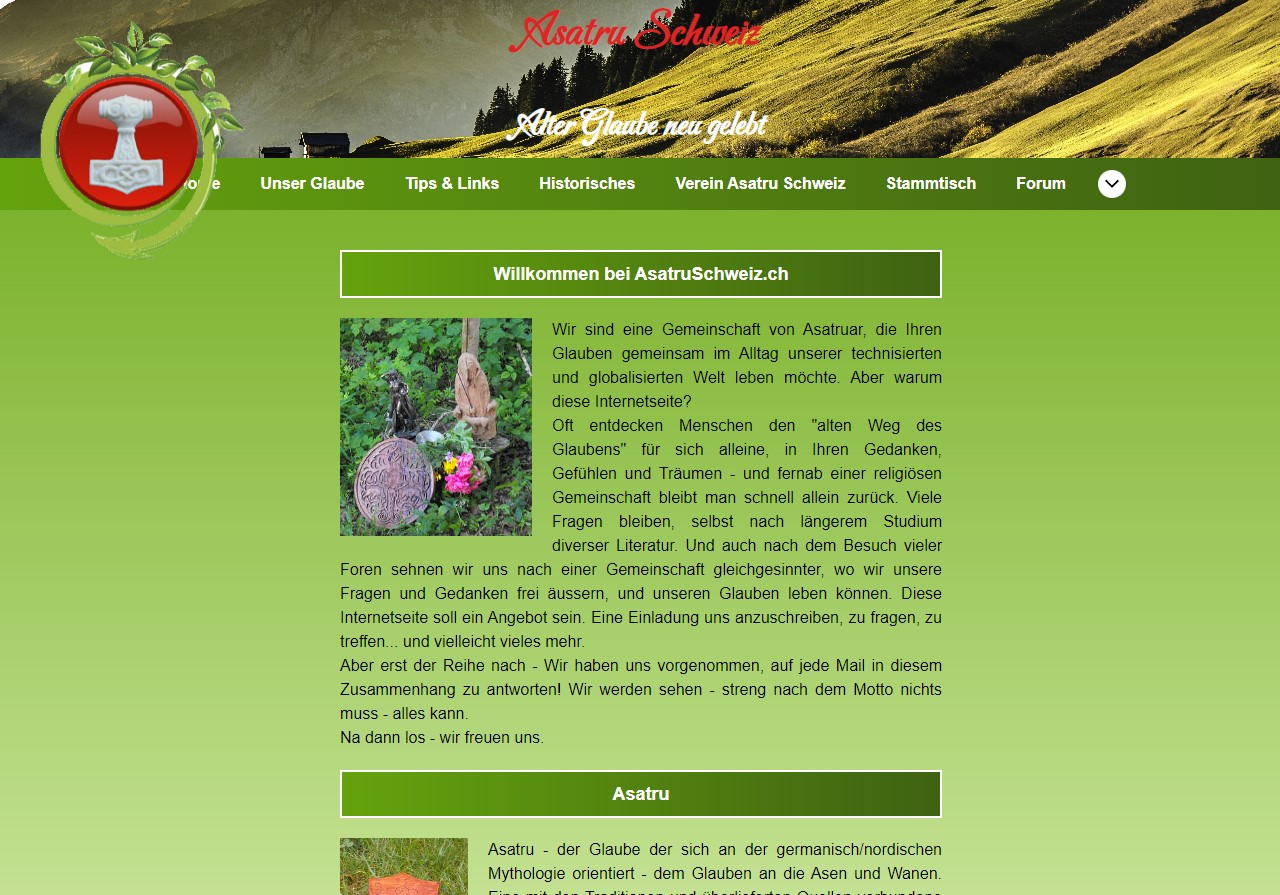 Asatru Schweiz
Alter Glaube neu gelebt
Unser Glaube Tips & Links Historisches Verein Asatru Schweiz Stammtisch Forum
Willkommen bei AsatruSchweiz.ch
Wir sind eine Gemeinschaft von Asatruar, die Ihren
Glauben gemeinsam im Alltag unserer technisierten
und globalisierten Welt leben möchte. Aber warum
diese Internetseite?
Oft entdecken Menschen den "alten Weg des
Glaubens" für sich alleine, in Ihren Gedanken,
Gefühlen und Träumen - und fernab einer religiösen
Gemeinschaft bleibt man schnell allein zurück. Viele
Fragen bleiben, selbst nach längerem Studium
diverser Literatur. Und auch nach dem Besuch vieler
Foren sehnen wir uns nach einer Gemeinschaft gleichgesinnter, wo wir unsere
Fragen und Gedanken frei äussern, und unseren Glauben leben können. Diese
Internetseite soll ein Angebot sein. Eine Einladung uns anzuschreiben, zu fragen, zu
treffen... und vielleicht vieles mehr.
Aber erst der Reihe nach - Wir haben uns vorgenommen, auf jede Mail in diesem
Zusammenhang zu antworten! Wir werden sehen - streng nach dem Motto nichts
muss - alles kann.
Na dann los - wir freuen uns.
Asatru
Asatru - der Glaube der sich an der germanisch/nordischen
Mythologie orientiert - dem Glauben an die Asen und Wanen.
Eine mit den Traditionen und überlieferten Quellen verbundene